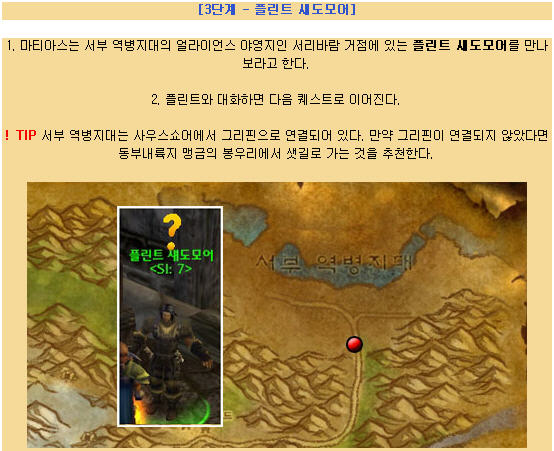 [3단계 - 플린트 섀도모어]
1. 마티아스는 서부 역병지대의 얼라이언스 야영지인 서리바람 거점에 있는 플린트 섀도모어를 만나
보라고 한다.
2. 플린트와 대화하면 다음 퀘스트로 이어진다.
! TIP 서부 역병지대는 사우스쇼어에서 그리핀으로 연결되어 있다. 만약 그리핀이 연결되지 않았다면
동부내륙지 맹금의 봉우리에서 샛길로 가는 것을 추천한다.
?
플린트 섀도모어
<SI: 7>
서부 역병지대